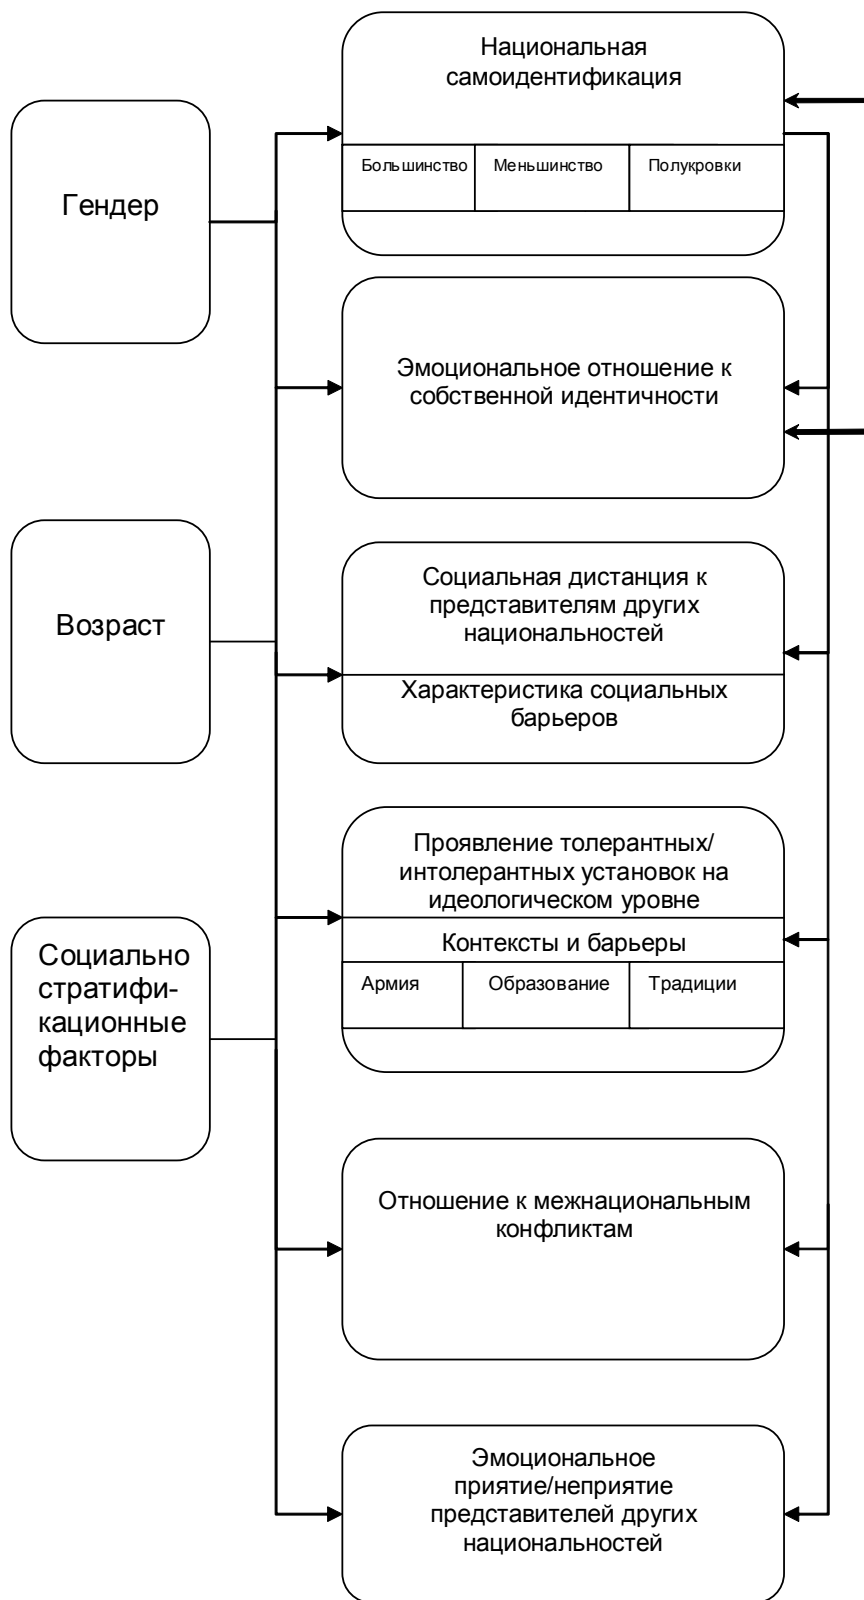 Национальная
самоидентификация
Большинство
Меньшинство
Полукровки
Гендер
Эмоциональное отношение к
собственной идентичности
Возраст
Социальная дистанция к
представителям других
национальностей
Характеристика социальных
барьеров
Социально
стратифи-
кационные
факторы
Проявление толерантных/
интолерантных установок на
идеологическом уровне
Контексты и барьеры
Армия
Образование
Традиции
Отношение к межнациональным
конфликтам
Эмоциональное
приятие/неприятие
представителей других
национальностей